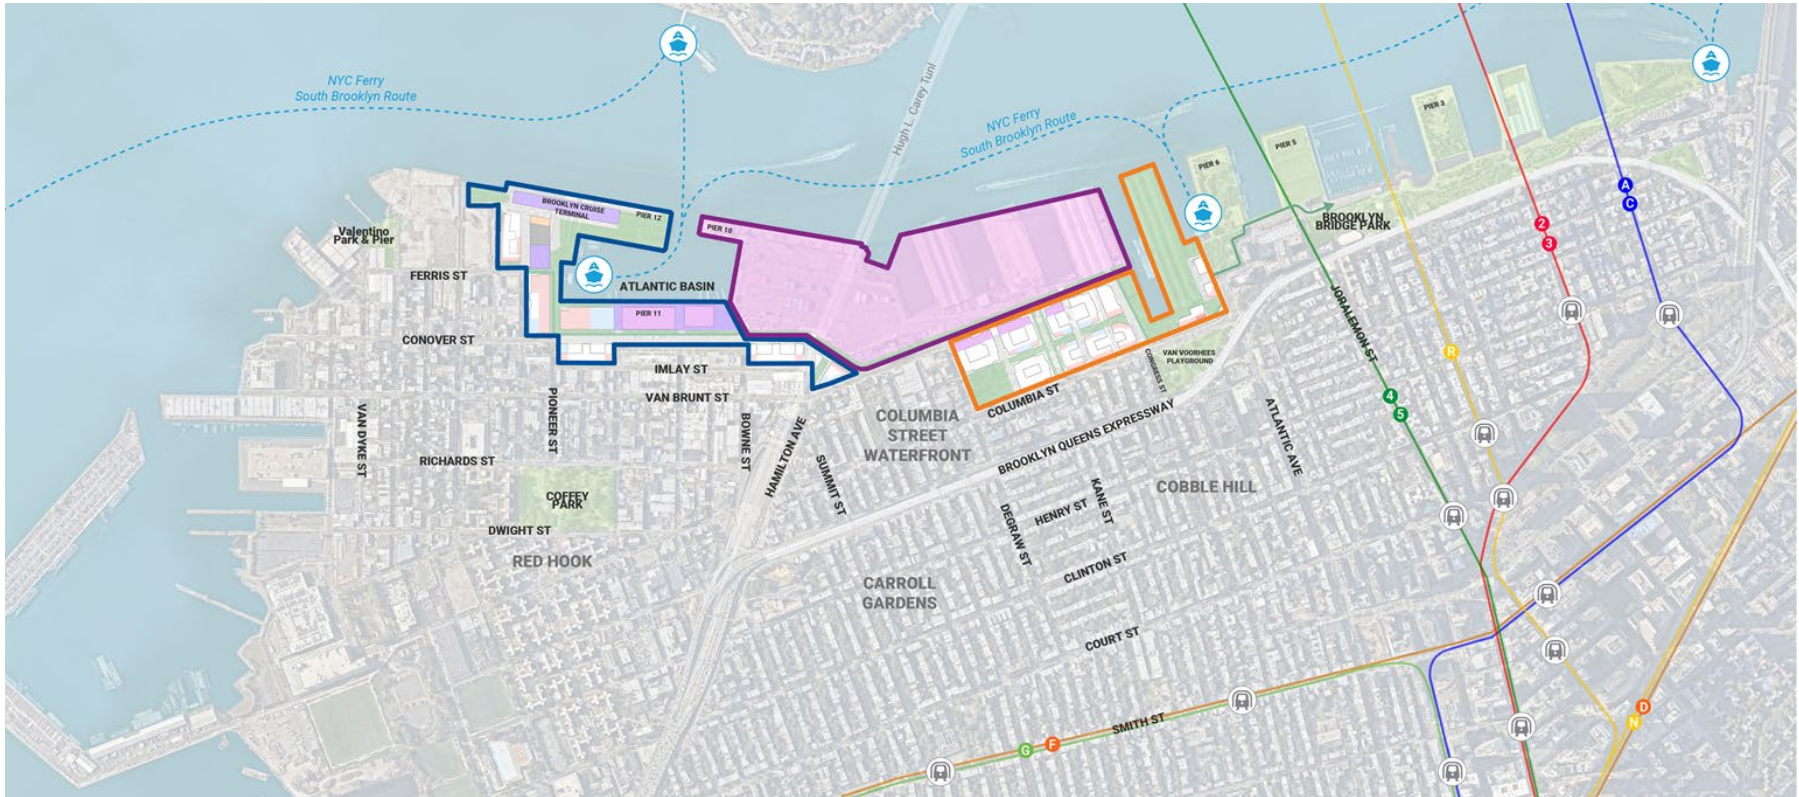 NYC Ferry
South Brooklyn Route
Hugh L. Carey Tunl
NYC Ferry
South Brooklyn Route
PIER 3
PIER 5
PIER 6
A
C
BROOKLYN CRUISE
TERMINAL
PIER 12
PIER 10
BROOKLYN
BRIDGE PARK
2
3
Valentino
Park & Pier
FERRIS ST
ATLANTIC BASIN
PIER 11
JORALEMON ST
CONOVER ST
IMLAY ST
VAN BRUNT ST
VAN VOORHEES
PLAYGROUND
CONGRESS ST
R
4
5
VAN DYKE ST
PIONEER ST
BOWNE ST
HAMILTON AVE
SUMMIT ST
COLUMBIA
STREET
WATERFRONT
COLUMBIA ST
BROOKLYN QUEENS EXPRESSWAY
ATLANTIC AVE
RICHARDS ST
COFFEY
PARK
DWIGHT ST
RED HOOK
COBBLE HILL
KANE ST
HENRY ST
DEGRAW ST
CLINTON ST
CARROLL
GARDENS
COURT ST
SMITH ST
G
F
D
N